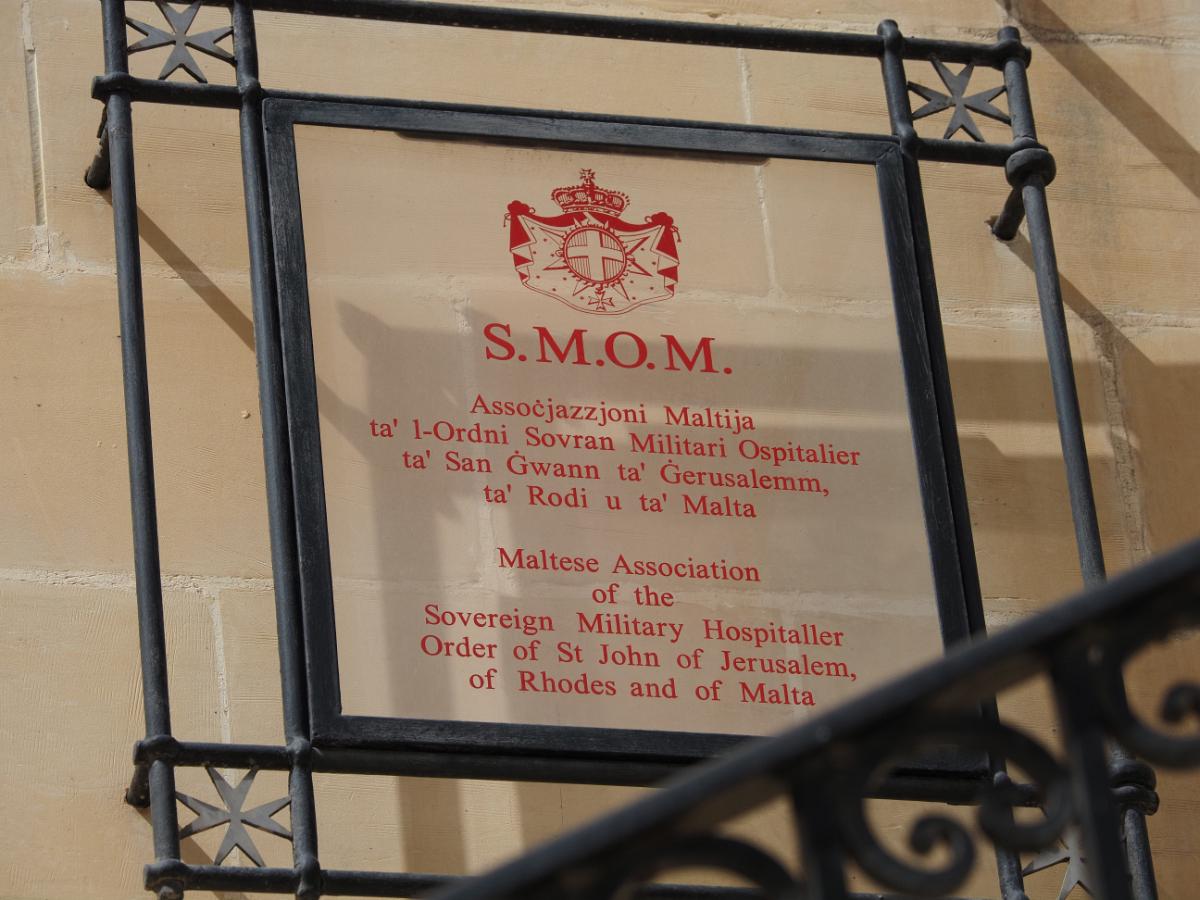 S.M.O.M.
Assoċjazzjoni Maltija
ta' l-Ordni Sovran Militari Ospitalier
ta' San Ġwann ta' Ġerusalemm,
ta' Rodi u ta' Malta
Maltese Association
of the
Sovereign Military Hospitaller
Order of St John of Jerusalem,
of Rhodes and of Malta